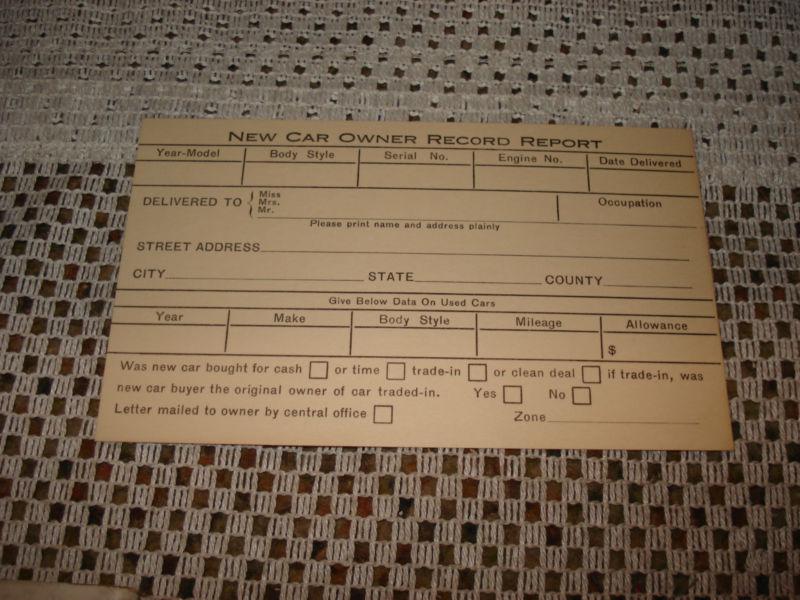 NEW CAR OWNER RECORD REPORT
Year-Model Body Style Serial No. Engine No. Date Delivered
DELIVERED TO { Miss Mrs. Mr. Occupation
Please print name and address plainly
STREET ADDRESS
CITY STATE COUNTY
Give Below Data On Used Cars
Year Make Body Style Mileage Allowance
$
Was new car bought for cash or time trade-in or clean deal if trade-in, was
new car buyer the original owner of car traded-in. Yes No
Letter mailed to owner by central office Zone